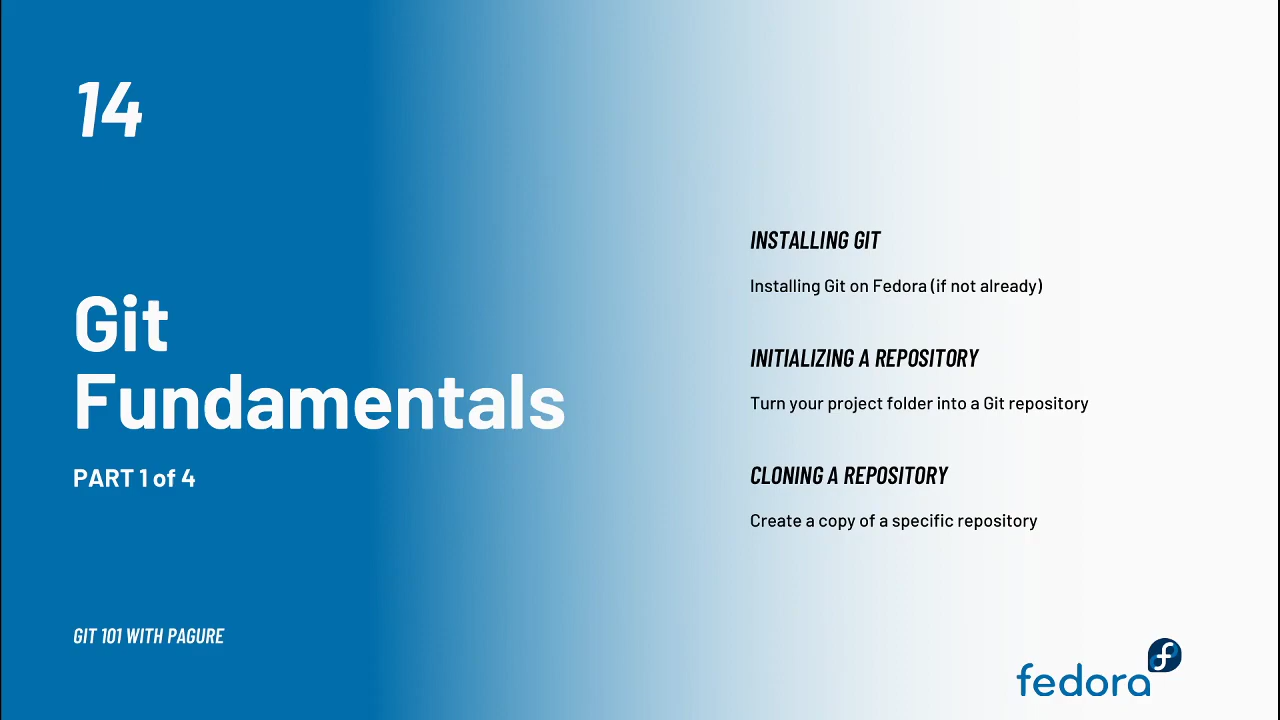 14
Git
Fundamentals
PART 1 of 4
GIT 101 WITH PAGURE
INSTALLING GIT
Installing Git on Fedora (if not already)
INITIALIZING A REPOSITORY
Turn your project folder into a Git repository
CLONING A REPOSITORY
Create a copy of a specific repository
fedora